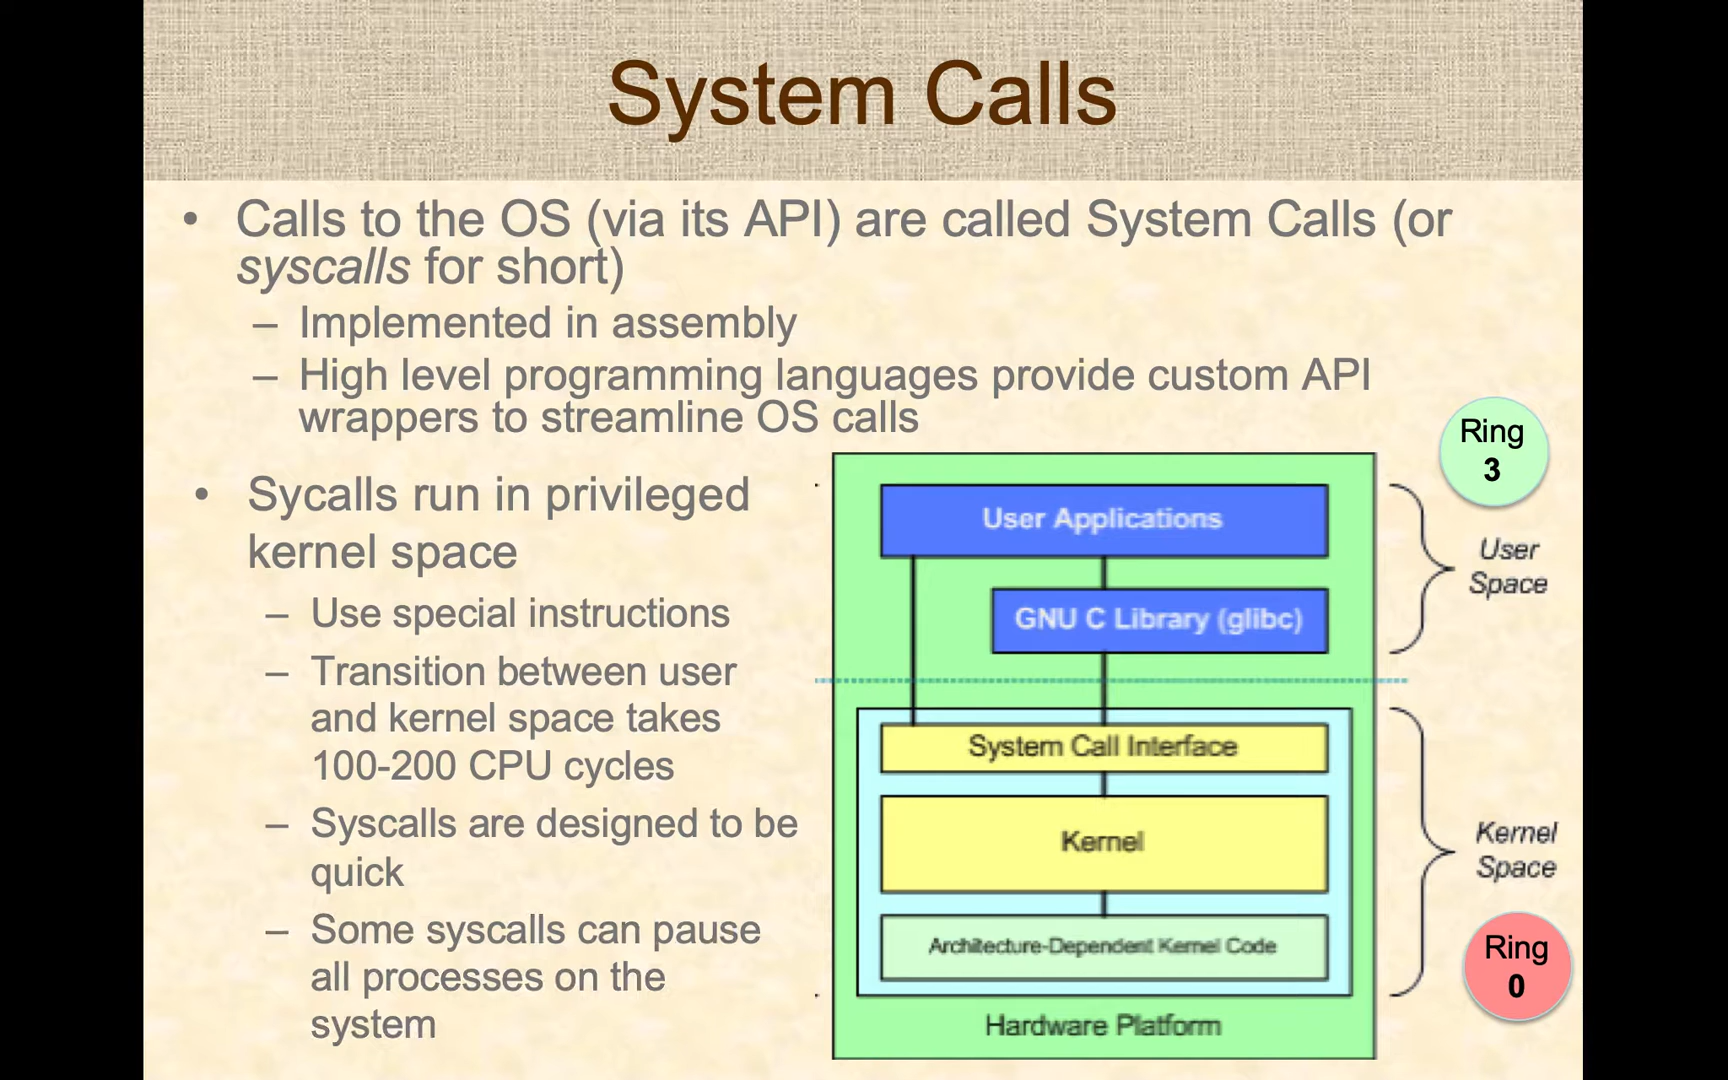 System Calls
• Calls to the OS (via its API) are called System Calls (or
syscalls for short)
– Implemented in assembly
– High level programming languages provide custom API
wrappers to streamline OS calls
• Sycalls run in privileged
kernel space
– Use special instructions
– Transition between user
and kernel space takes
100-200 CPU cycles
– Syscalls are designed to be
quick
– Some syscalls can pause
all processes on the
system
User Applications
GNU C Library (glibc)
System Call Interface
Kernel
Architecture-Dependent Kernel Code
Hardware Platform
Ring
3
User
Space
Kernel
Space
Ring
0